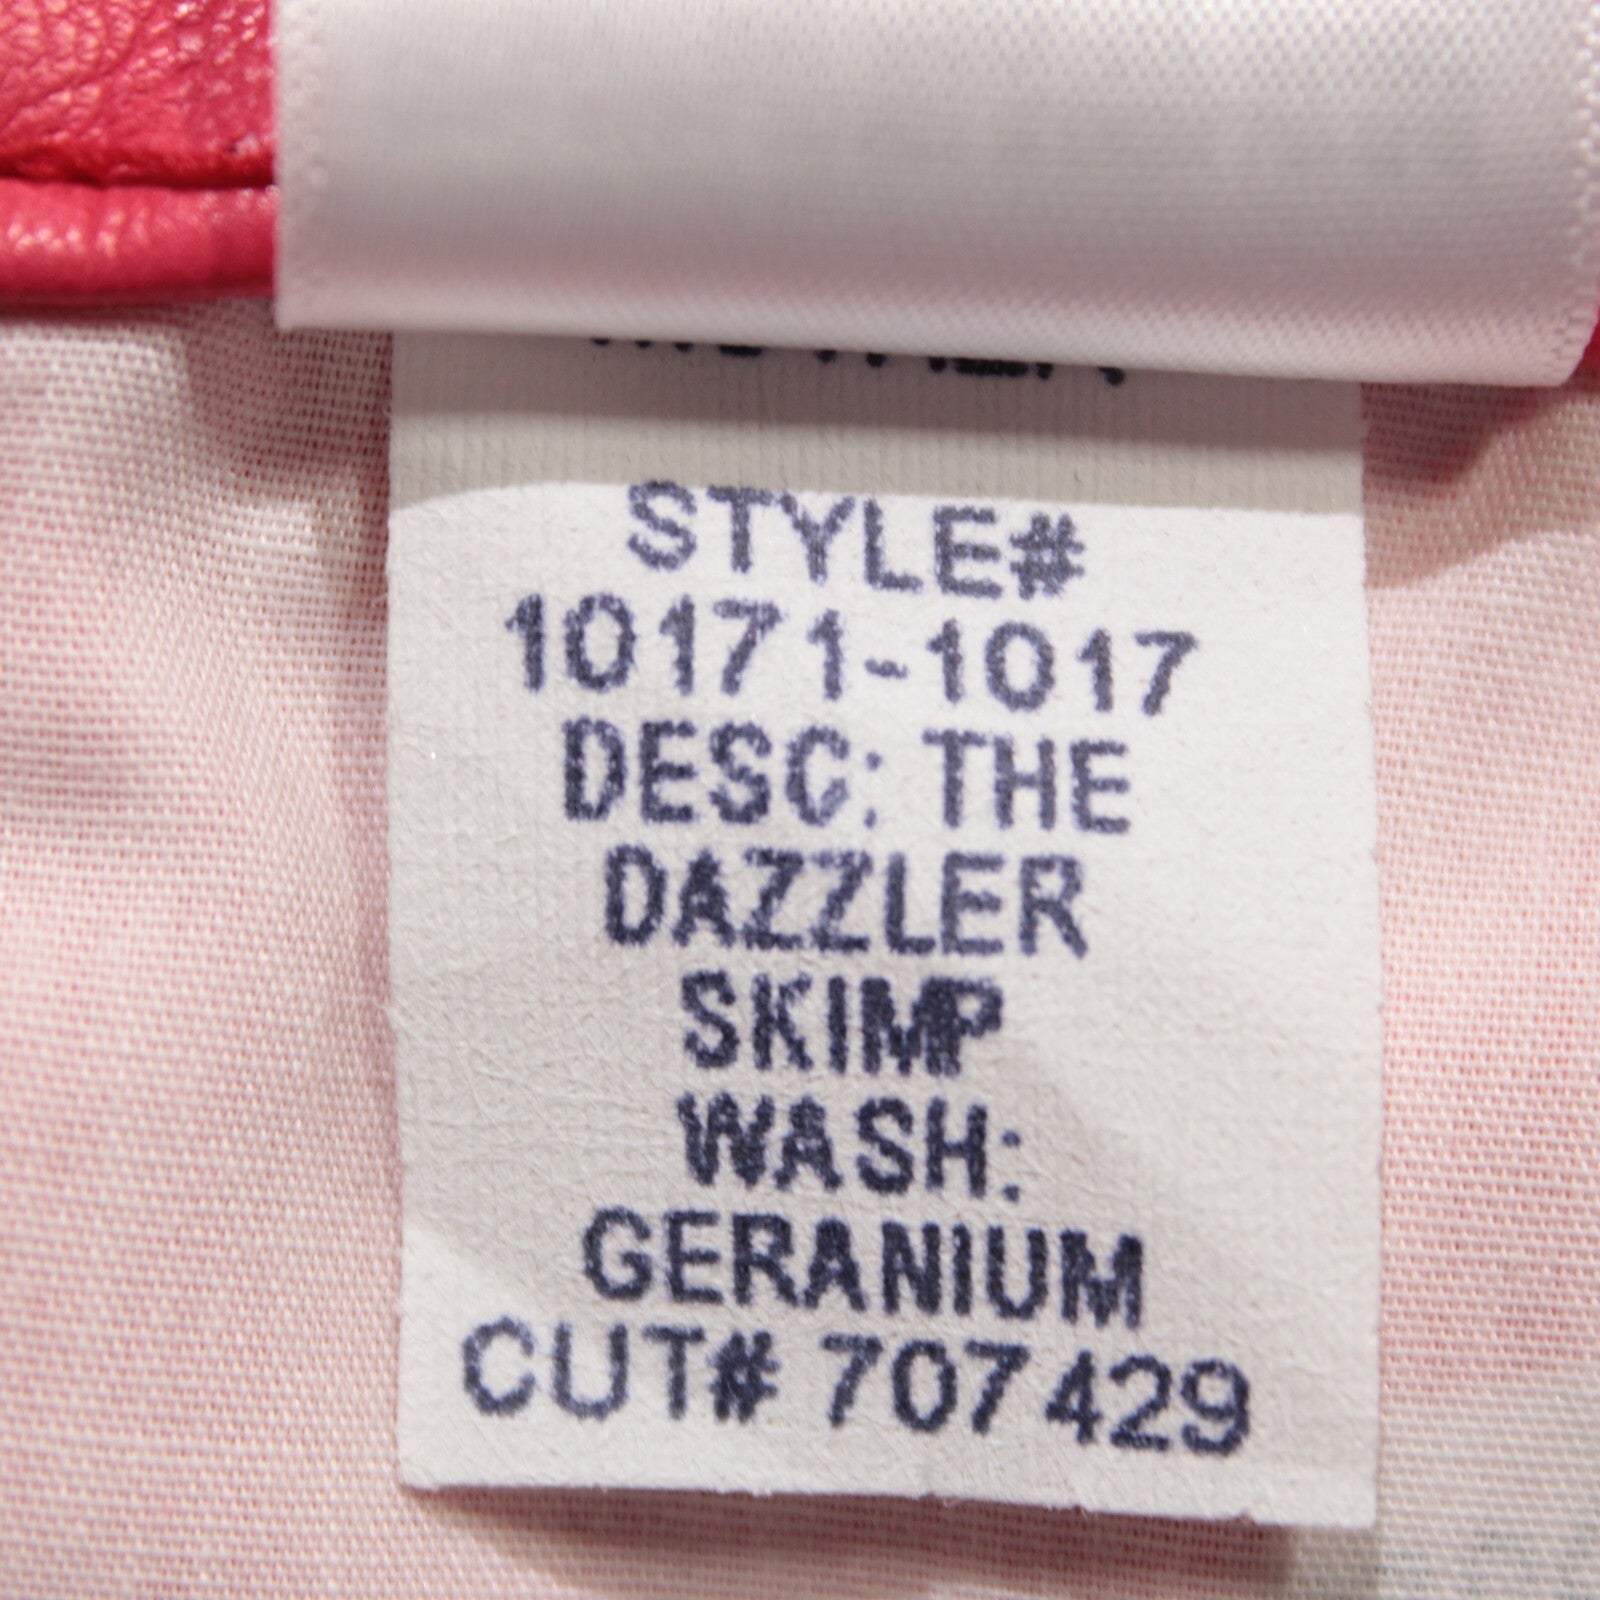 STYLE#
10171-1017
DESC: THE
DAZZLER
SKIMP
WASH:
GERANIUM
CUT# 707429